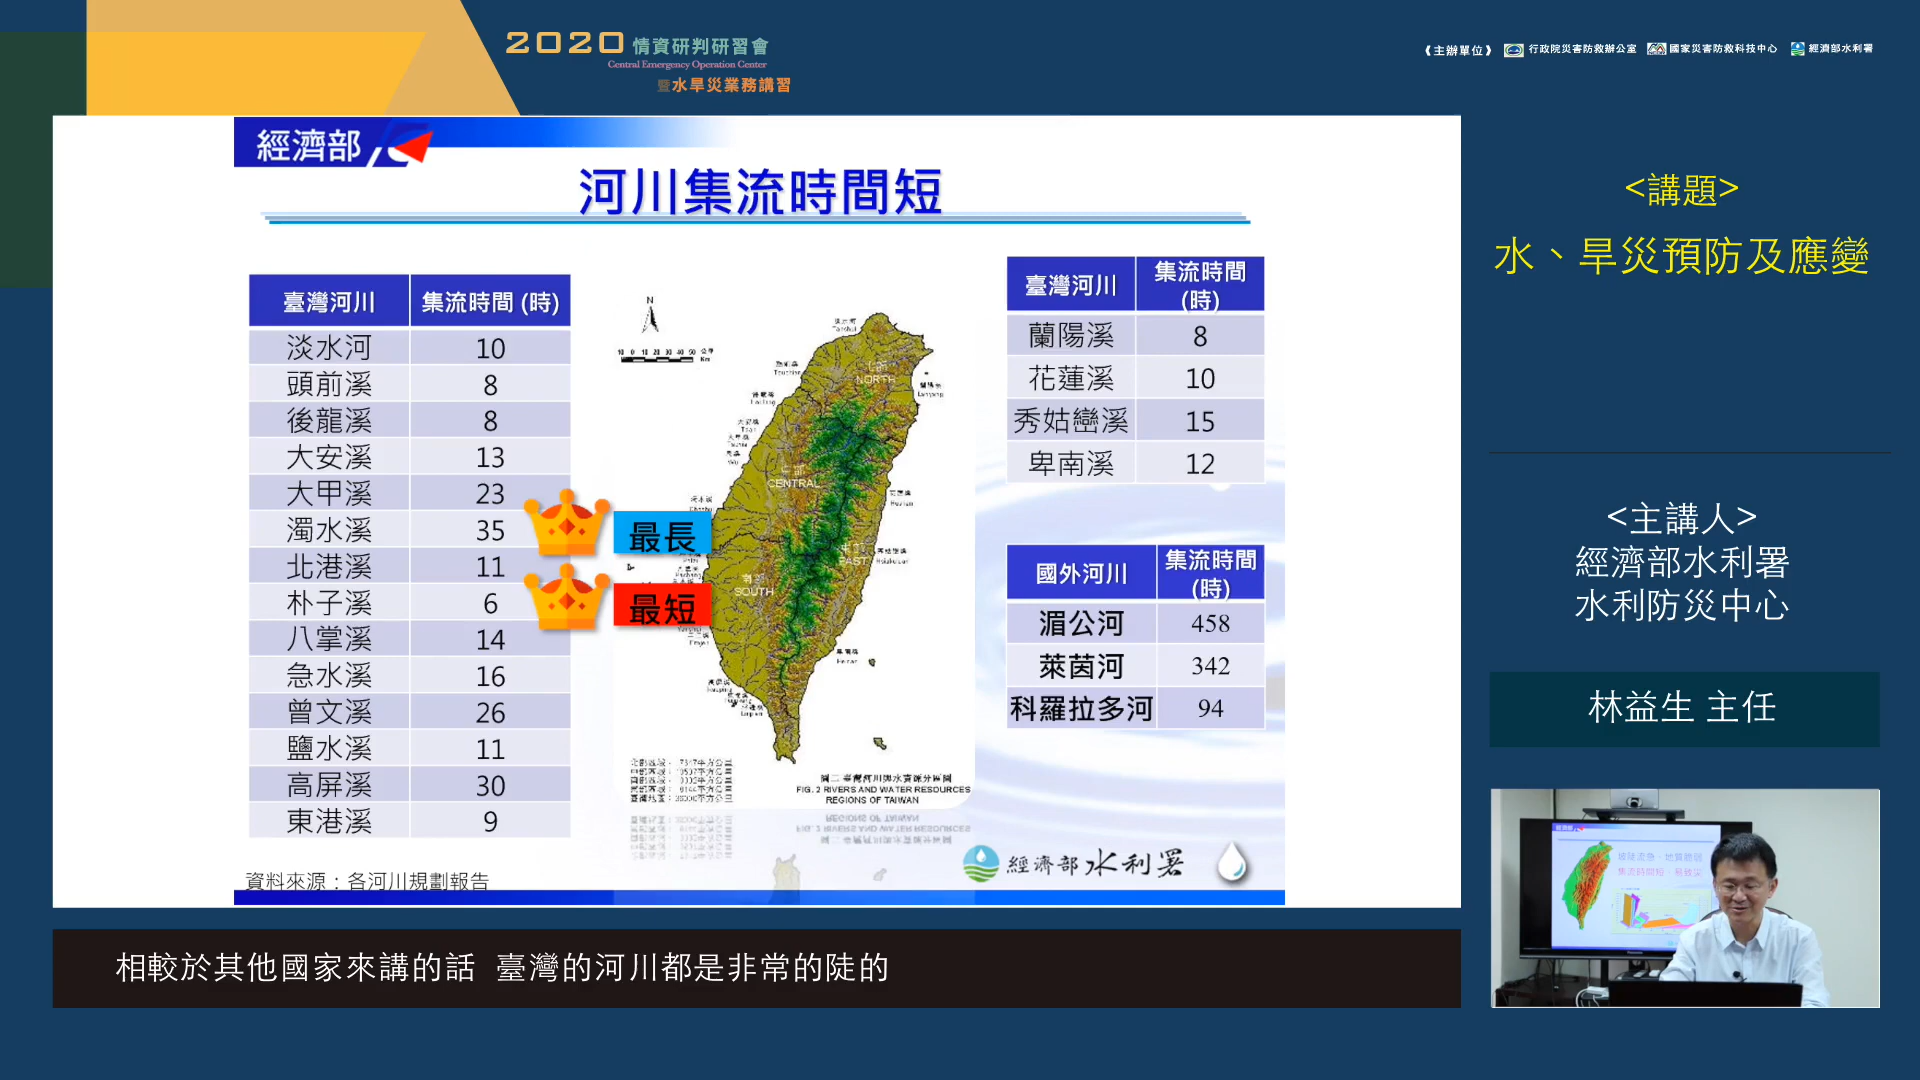 2020 情資研判研習會
Central Emergency Operation Center
暨水旱災業務講習
《主辦單位》 行政院災害防救辦公室 國家災害防救科技中心 經濟部水利署
經濟部
河川集流時間短
臺灣河川 集流時間 (時)
淡水河 10
頭前溪 8
後龍溪 8
大安溪 13
大甲溪 23
濁水溪 35
北港溪 11
朴子溪 6
八掌溪 14
急水溪 16
曾文溪 26
鹽水溪 11
高屏溪 30
東港溪 9
資料來源：各河川規劃報告
最長
最短
N
NORTH
CENTRAL
EAST
SOUTH
圖二 臺灣河川與水資源分區圖
FIG. 2 RIVERS AND WATER RESOURCES
REGIONS OF TAIWAN
臺灣河川 集流時間
(時)
蘭陽溪 8
花蓮溪 10
秀姑巒溪 15
卑南溪 12
國外河川 集流時間
(時)
湄公河 458
萊茵河 342
科羅拉多河 94
經濟部水利署
<講題>
水、旱災預防及應變
<主講人>
經濟部水利署
水利防災中心
林益生 主任
相較於其他國家來講的話 臺灣的河川都是非常的陡的